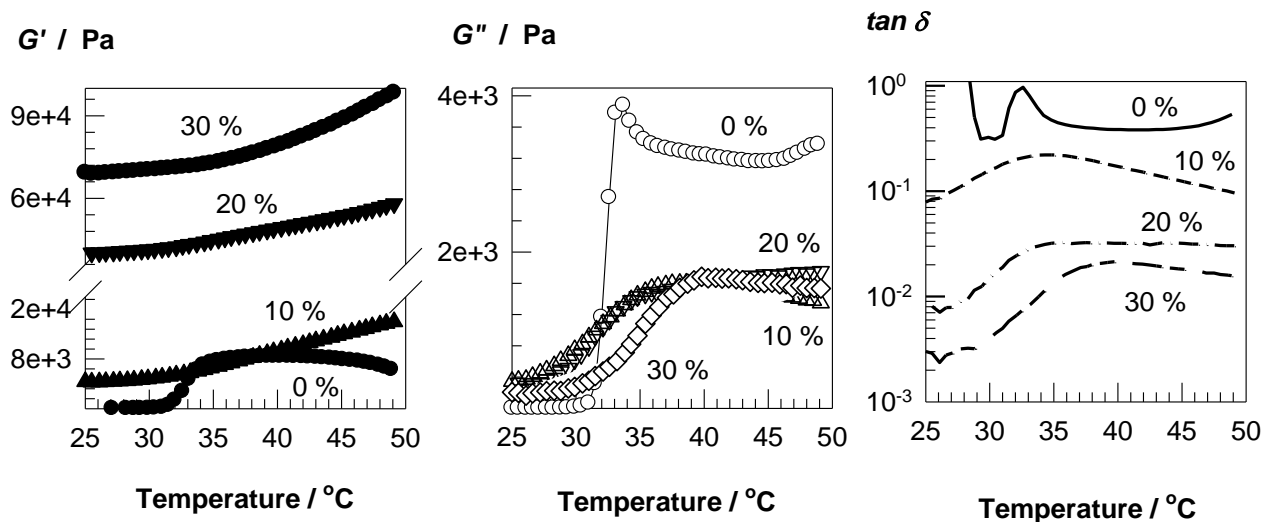 G' / Pa
9e+4
6e+4
2e+4
8e+3
30 %
20 %
10 %
0 %
25 30 35 40 45 50
Temperature / °C
G" / Pa
4e+3
2e+3
0 %
20 %
10 %
30 %
25 30 35 40 45 50
Temperature / °C
tan δ
10⁰
10⁻¹
10⁻²
10⁻³
0 %
10 %
20 %
30 %
25 30 35 40 45 50
Temperature / °C